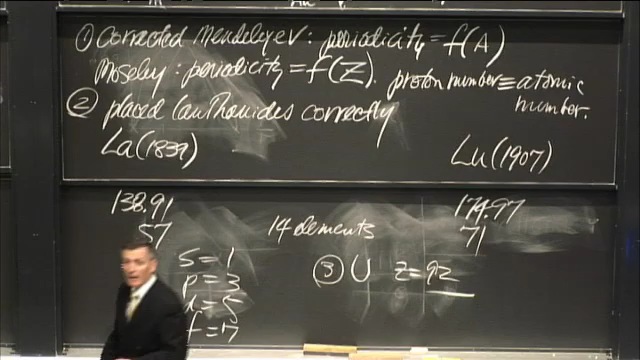 ① Corrected Mendeleyev: periodicity = f(A)
Moseley: periodicity = f(Z). proton number ≡ atomic number.
② placed lanthanides correctly
La (1839)
Lu (1907)
138.91
57
14 elements
174.97
71
s = 1
p = 3
d = 5
f = 7
③ U z = 92